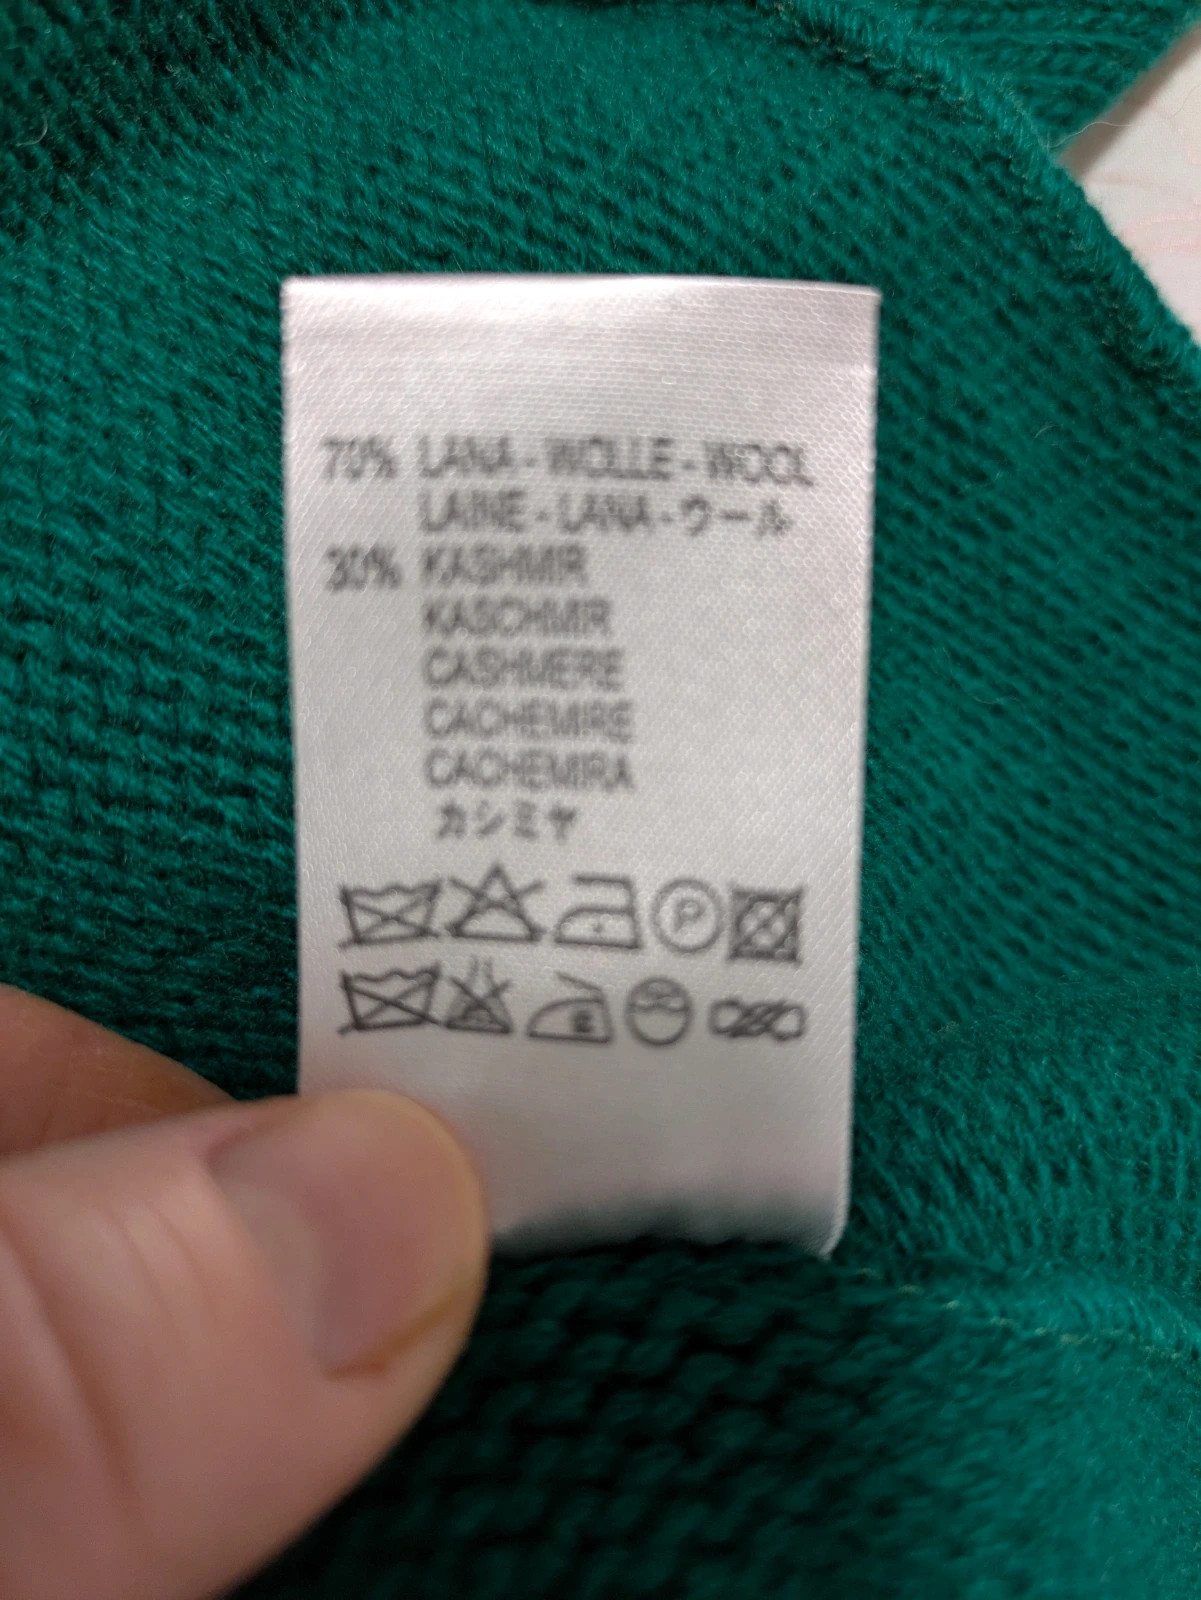 70% LANA - WOLLE - WOOL
LAINE - LANA - ウール
30% KASHMIR
KASCHMIR
CASHMERE
CACHEMIRE
CACHEMIRA
カシミヤ
P